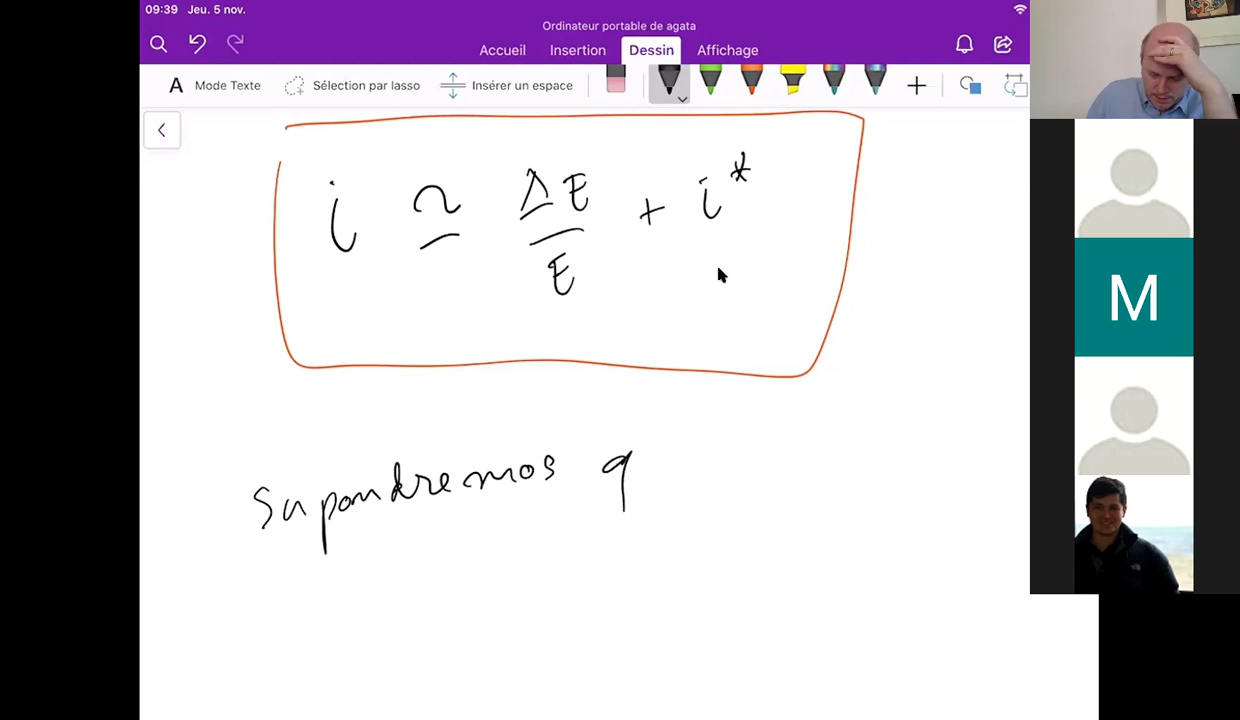 09:39 Jeu. 5 nov.
Ordinateur portable de agata
Accueil Insertion Dessin Affichage
A Mode Texte Sélection par lasso Insérer un espace
i ≃ ΔE/E + i*
M
supondremos q